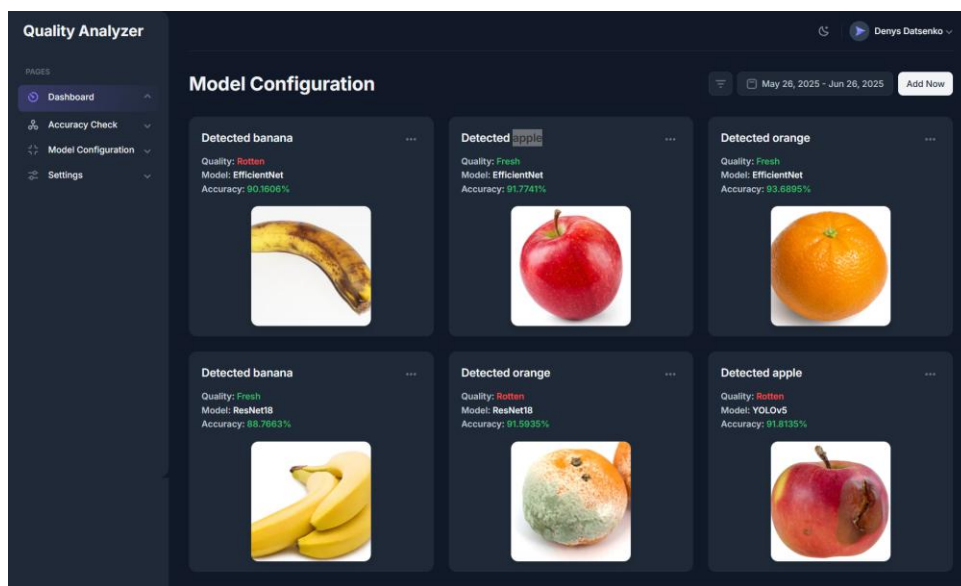 Quality Analyzer
Denys Datsenko
PAGES
Dashboard
Accuracy Check
Model Configuration
Settings
Model Configuration
May 26, 2025 - Jun 26, 2025
Add Now
Detected banana
Quality: Rotten
Model: EfficientNet
Accuracy: 90.1606%
Detected apple
Quality: Fresh
Model: EfficientNet
Accuracy: 91.7741%
Detected orange
Quality: Fresh
Model: EfficientNet
Accuracy: 93.6895%
Detected banana
Quality: Fresh
Model: ResNet18
Accuracy: 88.7663%
Detected orange
Quality: Rotten
Model: ResNet18
Accuracy: 91.5935%
Detected apple
Quality: Rotten
Model: YOLOv5
Accuracy: 91.8135%